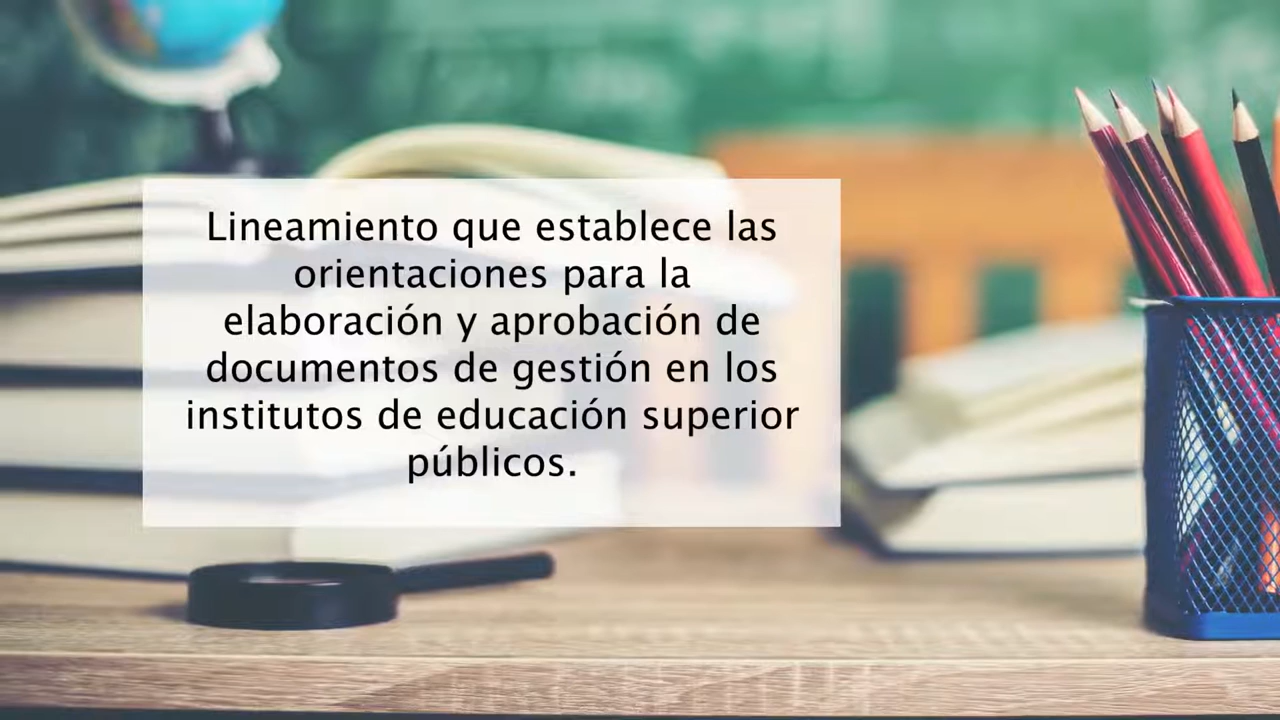 Lineamiento que establece las
orientaciones para la
elaboración y aprobación de
documentos de gestión en los
institutos de educación superior
públicos.